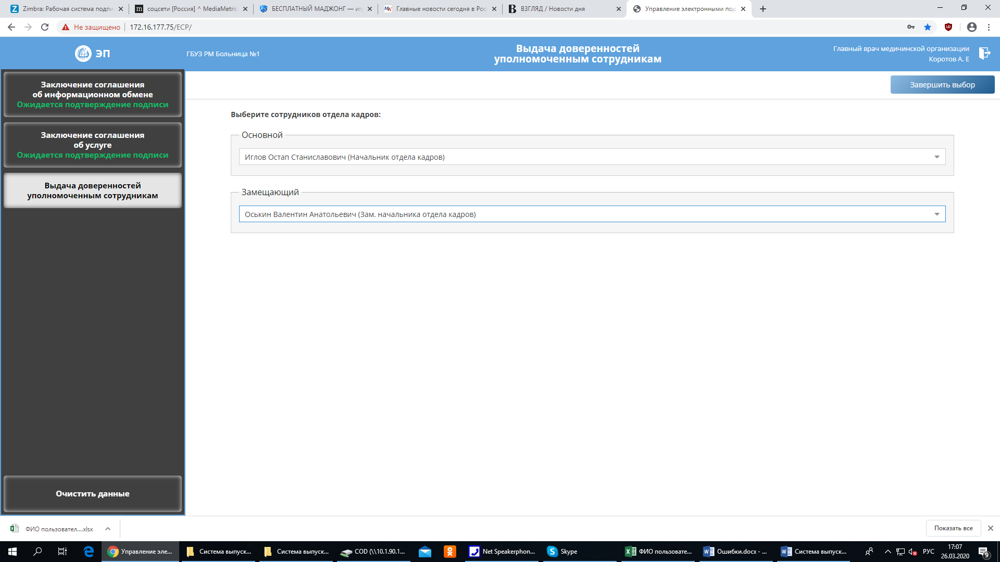 Zimbra: Рабочая система подпи
соцсети [Россия] ^ MediaMetric
БЕСПЛАТНЫЙ МАДЖОНГ — иг
Главные новости сегодня в Рос
ВЗГЛЯД / Новости дня
Управление электронными под
Не защищено
172.16.177.75/ECP/
ЭП
ГБУЗ РМ Больница №1
Выдача доверенностей
уполномоченным сотрудникам
Главный врач медицинской организации
Коротов А. Е
Заключение соглашения
об информационном обмене
Ожидается подтверждение подписи
Заключение соглашения
об услуге
Ожидается подтверждение подписи
Выдача доверенностей
уполномоченным сотрудникам
Очистить данные
Завершить выбор
Выберите сотрудников отдела кадров:
Основной
Иглов Остап Станиславович (Начальник отдела кадров)
Замещающий
Оськин Валентин Анатольевич (Зам. начальника отдела кадров)
ФИО пользовател....xlsx
Показать все
Управление эле...
Система выпуск...
Система выпуск...
COD (\\10.1.90.1...
Net Speakerphon...
Skype
ФИО пользовате...
Ошибки.docx - ...
Система выпуск...
РУС
17:07
26.03.2020
9